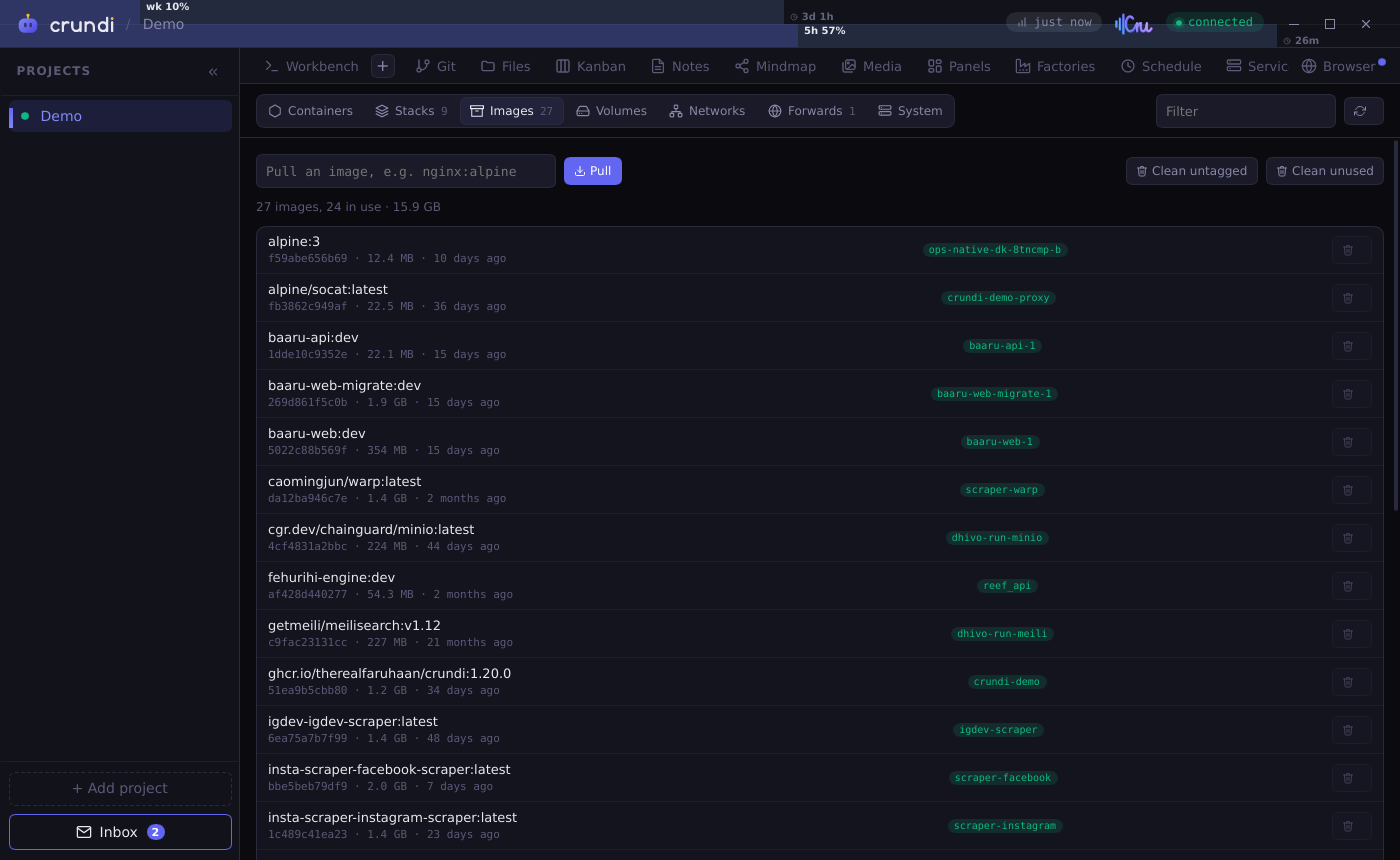 wk 10%
crundi / Demo
3d 1h
5h 57%
just now
Cru
connected
26m
PROJECTS
«
Workbench
+
Git
Files
Kanban
Notes
Mindmap
Media
Panels
Factories
Schedule
Servic
Browser
Demo
Containers
Stacks 9
Images 27
Volumes
Networks
Forwards 1
System
Filter
Pull an image, e.g. nginx:alpine
Pull
Clean untagged
Clean unused
27 images, 24 in use · 15.9 GB
alpine:3
f59abe656b69 · 12.4 MB · 10 days ago
ops-native-dk-8tncmp-b
alpine/socat:latest
fb3862c949af · 22.5 MB · 36 days ago
crundi-demo-proxy
baaru-api:dev
1dde10c9352e · 22.1 MB · 15 days ago
baaru-api-1
baaru-web-migrate:dev
269d861f5c0b · 1.9 GB · 15 days ago
baaru-web-migrate-1
baaru-web:dev
5022c88b569f · 354 MB · 15 days ago
baaru-web-1
caomingjun/warp:latest
da12ba946c7e · 1.4 GB · 2 months ago
scraper-warp
cgr.dev/chainguard/minio:latest
4cf4831a2bbc · 224 MB · 44 days ago
dhivo-run-minio
fehurihi-engine:dev
af428d440277 · 54.3 MB · 2 months ago
reef_api
getmeili/meilisearch:v1.12
c9fac23131cc · 227 MB · 21 months ago
dhivo-run-meili
ghcr.io/therealfaruhaan/crundi:1.20.0
51ea9b5cbb80 · 1.2 GB · 34 days ago
crundi-demo
igdev-igdev-scraper:latest
6ea75a7b7f99 · 1.4 GB · 48 days ago
igdev-scraper
insta-scraper-facebook-scraper:latest
bbe5beb79df9 · 2.0 GB · 7 days ago
scraper-facebook
insta-scraper-instagram-scraper:latest
1c489c41ea23 · 1.4 GB · 23 days ago
scraper-instagram
+ Add project
Inbox 2